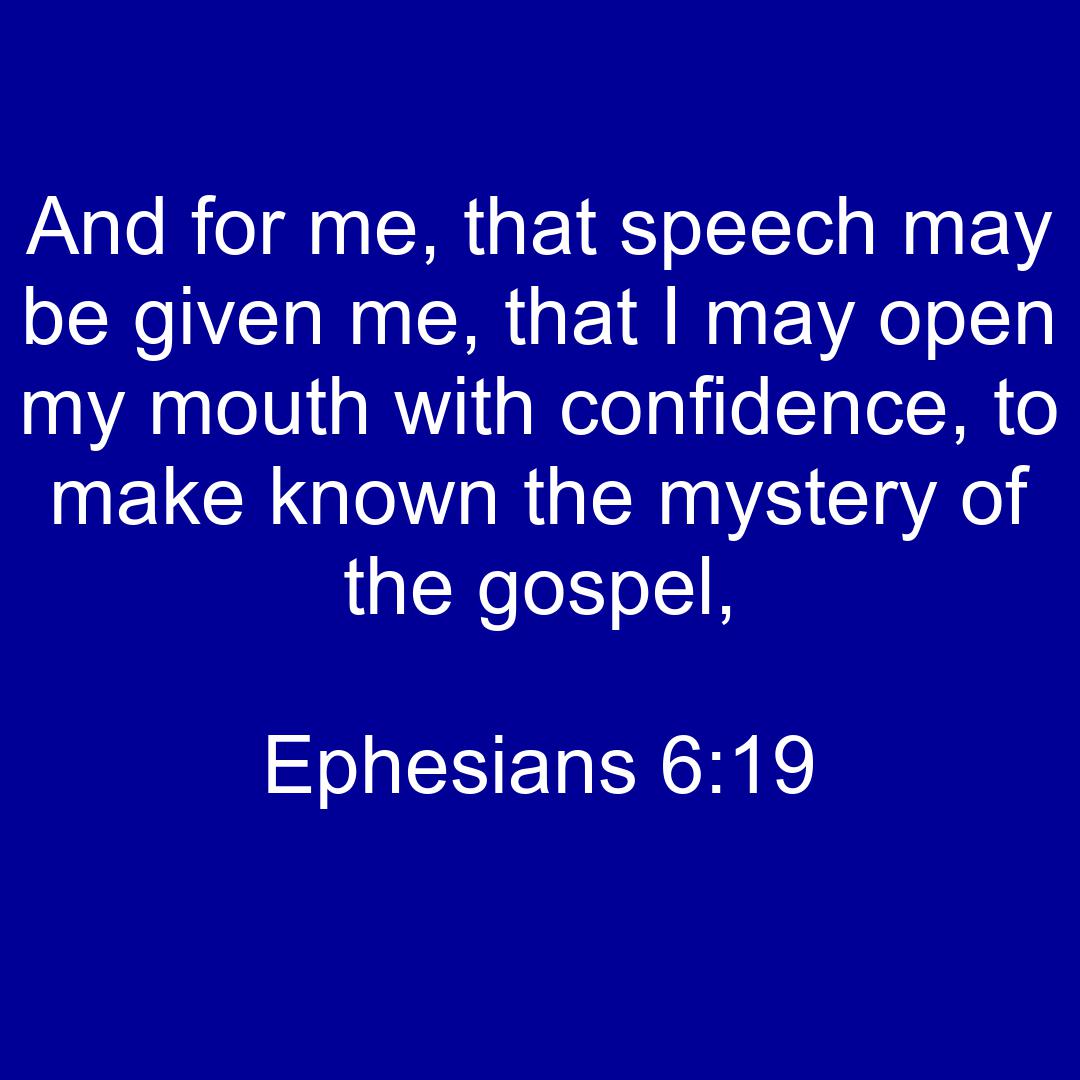 And for me, that speech may
be given me, that I may open
my mouth with confidence, to
make known the mystery of
the gospel,
Ephesians 6:19